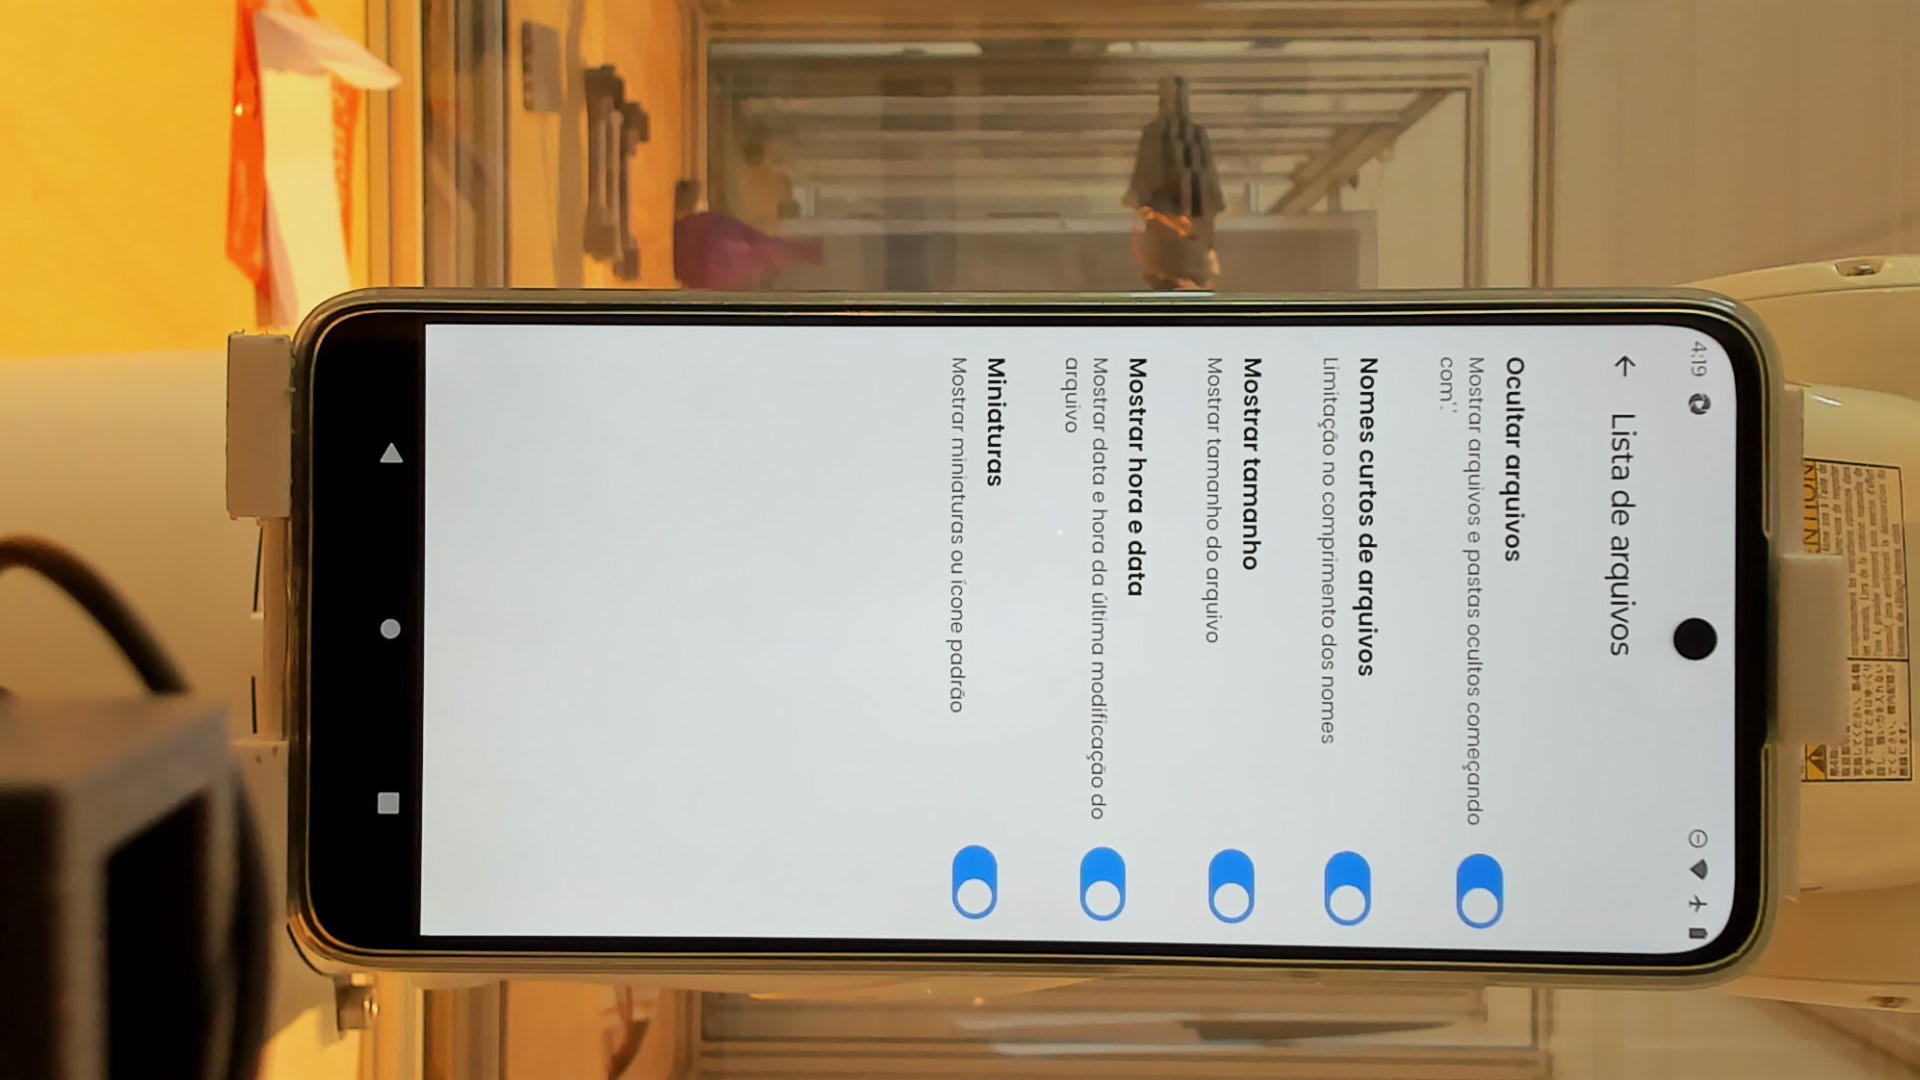 4:19
Lista de arquivos
Ocultar arquivos
Mostrar arquivos e pastas ocultos começando
com'.'
Nomes curtos de arquivos
Limitação no comprimento dos nomes
Mostrar tamanho
Mostrar tamanho do arquivo
Mostrar hora e data
Mostrar data e hora da última modificação do
arquivo
Miniaturas
Mostrar miniaturas ou ícone padrão